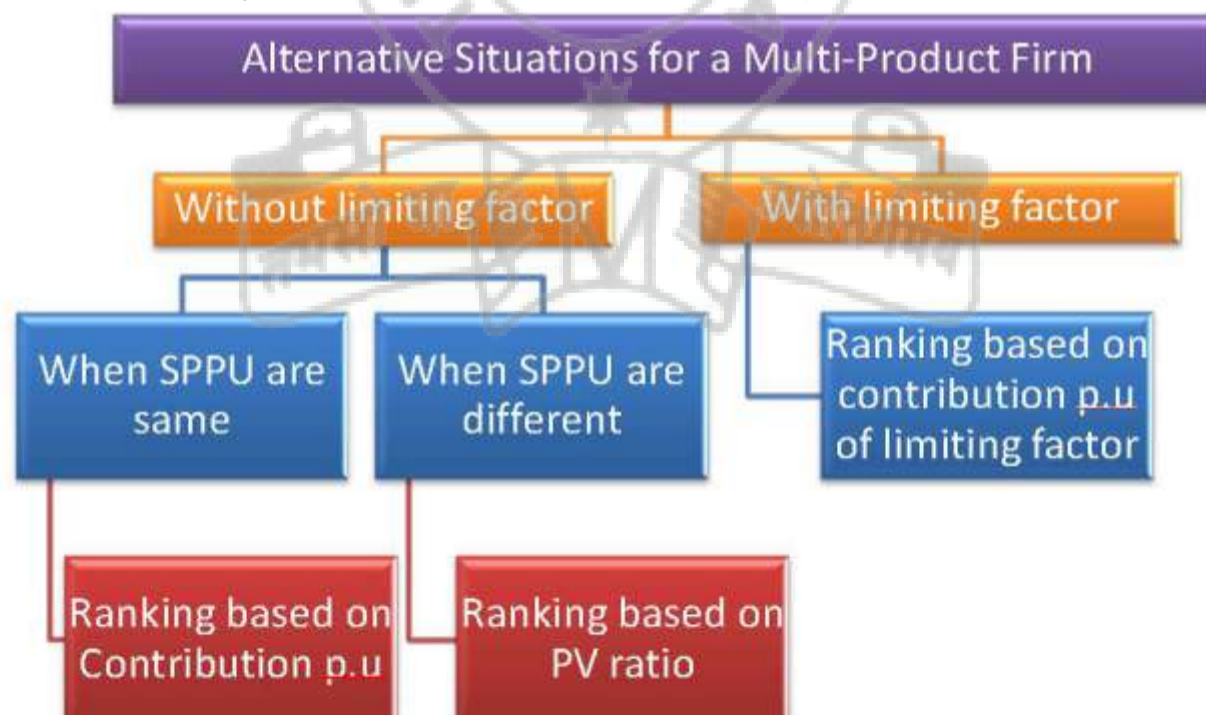 Alternative Situations for a Multi-Product Firm
Without limiting factor
With limiting factor
When SPPU are
same
When SPPU are
different
Ranking based on
contribution p.u
of limiting factor
Ranking based on
Contribution p.u
Ranking based on
PV ratio